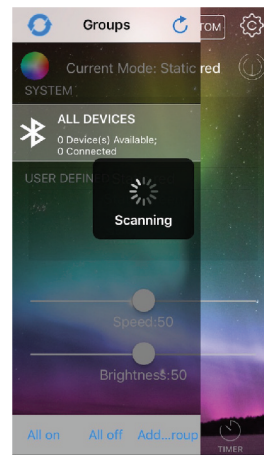 Groups
TOM
Current Mode: Static red
SYSTEM
ALL DEVICES
0 Device(s) Available;
0 Connected
USER DEFIN
Scanning
Speed:50
Brightness:50
All on All off Add...roup
TIMER